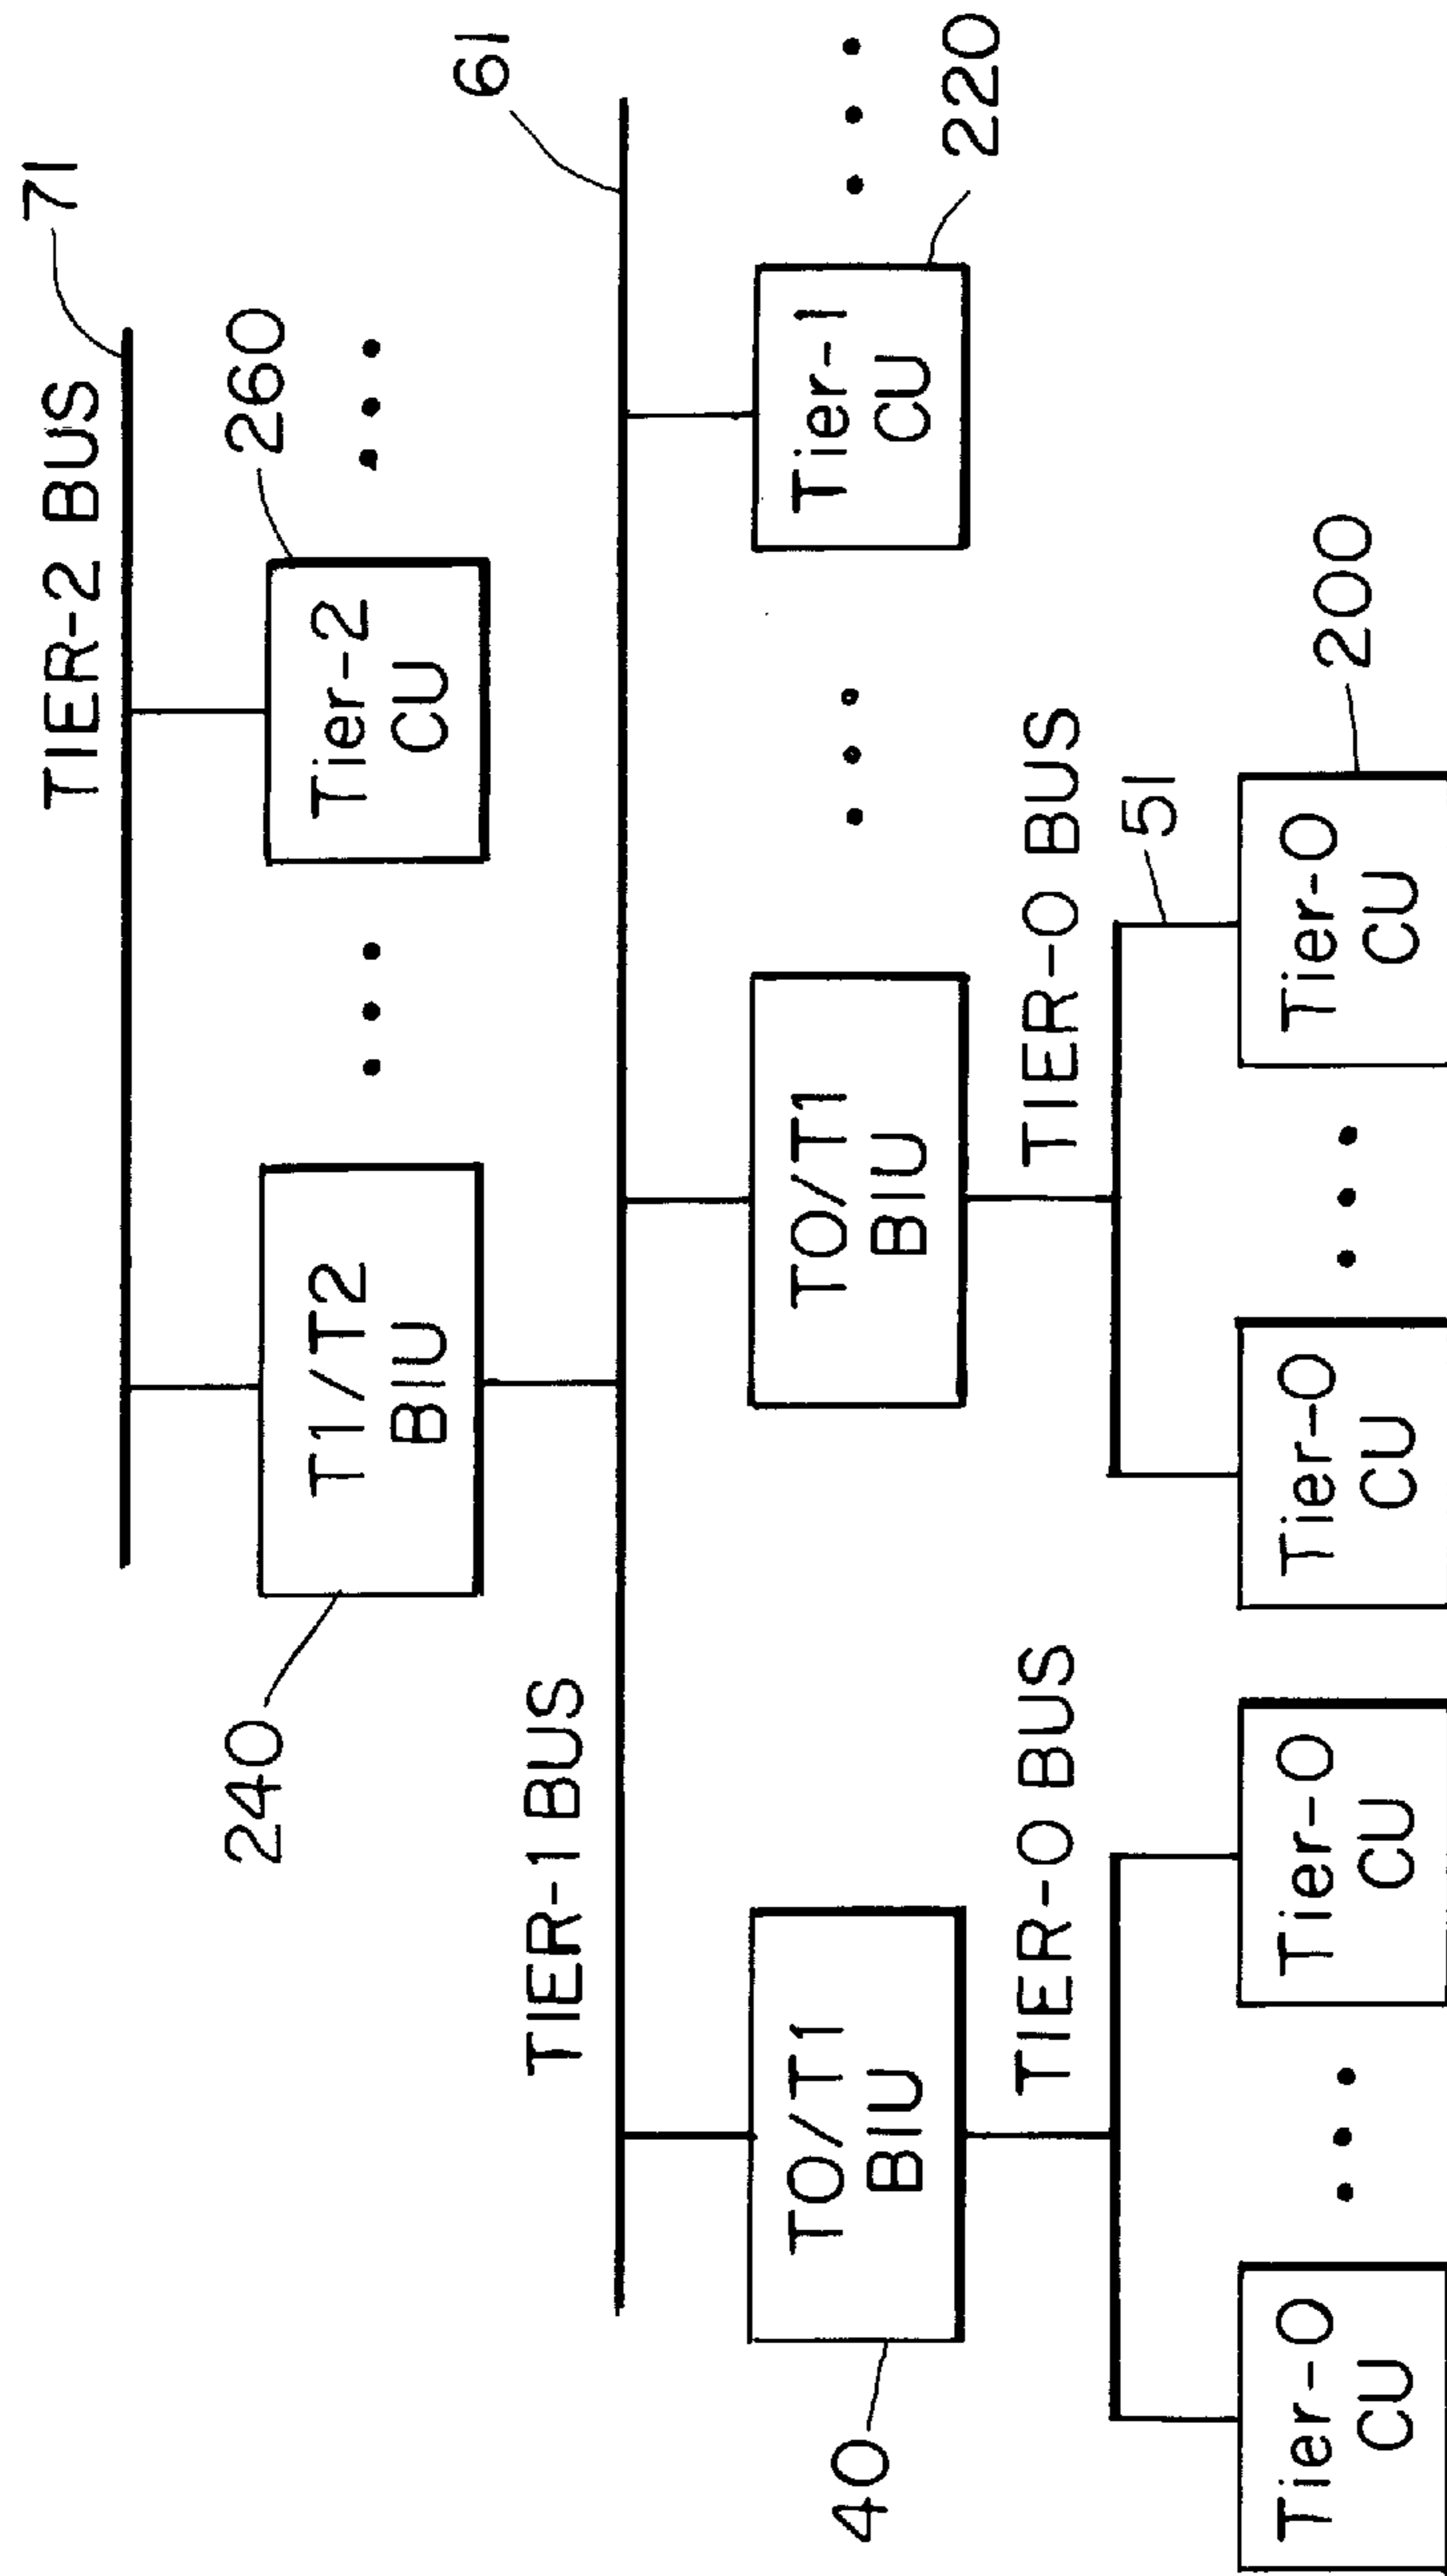 TIER-2 BUS
71
240
T1/T2
BIU
Tier-2
CU
260
TIER-1 BUS
61
40
TO/T1
BIU
TO/T1
BIU
Tier-1
CU
220
TIER-O BUS
TIER-O BUS
51
Tier-O
CU
Tier-O
CU
Tier-O
CU
Tier-O
CU
200